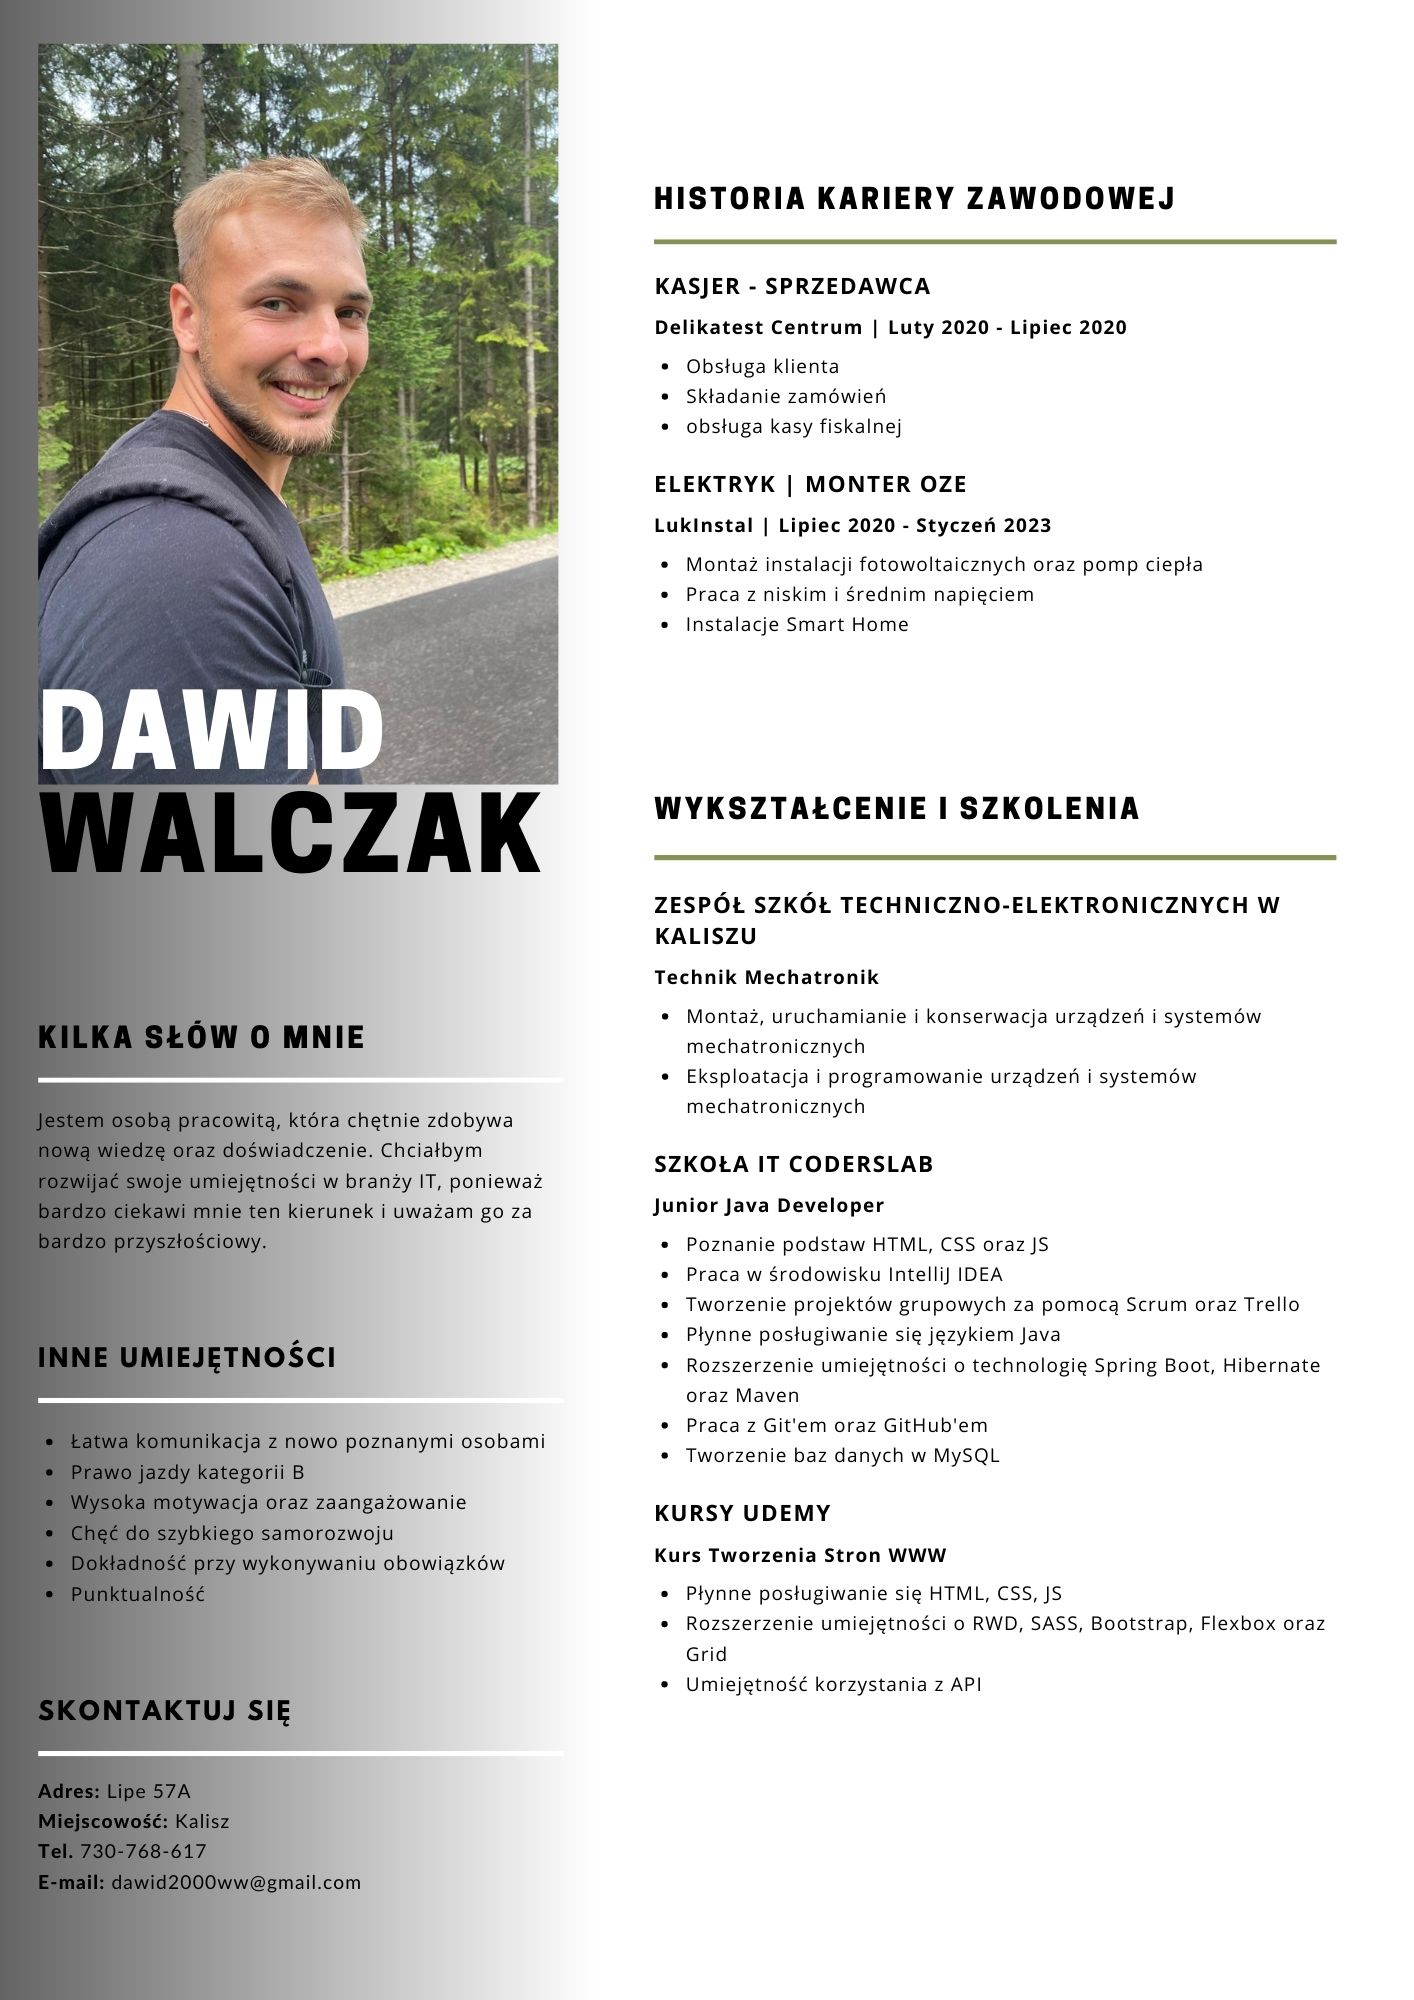 DAWID
WALCZAK
KILKA SŁÓW O MNIE
Jestem osobą pracowitą, która chętnie zdobywa
nową wiedzę oraz doświadczenie. Chciałbym
rozwijać swoje umiejętności w branży IT, ponieważ
bardzo ciekawi mnie ten kierunek i uważam go za
bardzo przyszłościowy.
INNE UMIEJĘTNOŚCI
• Łatwa komunikacja z nowo poznanymi osobami
• Prawo jazdy kategorii B
• Wysoka motywacja oraz zaangażowanie
• Chęć do szybkiego samorozwoju
• Dokładność przy wykonywaniu obowiązków
• Punktualność
SKONTAKTUJ SIĘ
Adres: Lipe 57A
Miejscowość: Kalisz
Tel. 730-768-617
E-mail: dawid2000ww@gmail.com
HISTORIA KARIERY ZAWODOWEJ
KASJER - SPRZEDAWCA
Delikatest Centrum | Luty 2020 - Lipiec 2020
• Obsługa klienta
• Składanie zamówień
• obsługa kasy fiskalnej
ELEKTRYK | MONTER OZE
LukInstal | Lipiec 2020 - Styczeń 2023
• Montaż instalacji fotowoltaicznych oraz pomp ciepła
• Praca z niskim i średnim napięciem
• Instalacje Smart Home
WYKSZTAŁCENIE I SZKOLENIA
ZESPÓŁ SZKÓŁ TECHNICZNO-ELEKTRONICZNYCH W
KALISZU
Technik Mechatronik
• Montaż, uruchamianie i konserwacja urządzeń i systemów
mechatronicznych
• Eksploatacja i programowanie urządzeń i systemów
mechatronicznych
SZKOŁA IT CODERSLAB
Junior Java Developer
• Poznanie podstaw HTML, CSS oraz JS
• Praca w środowisku IntelliJ IDEA
• Tworzenie projektów grupowych za pomocą Scrum oraz Trello
• Płynne posługiwanie się językiem Java
• Rozszerzenie umiejętności o technologię Spring Boot, Hibernate
oraz Maven
• Praca z Git'em oraz GitHub'em
• Tworzenie baz danych w MySQL
KURSY UDEMY
Kurs Tworzenia Stron WWW
• Płynne posługiwanie się HTML, CSS, JS
• Rozszerzenie umiejętności o RWD, SASS, Bootstrap, Flexbox oraz
Grid
• Umiejętność korzystania z API